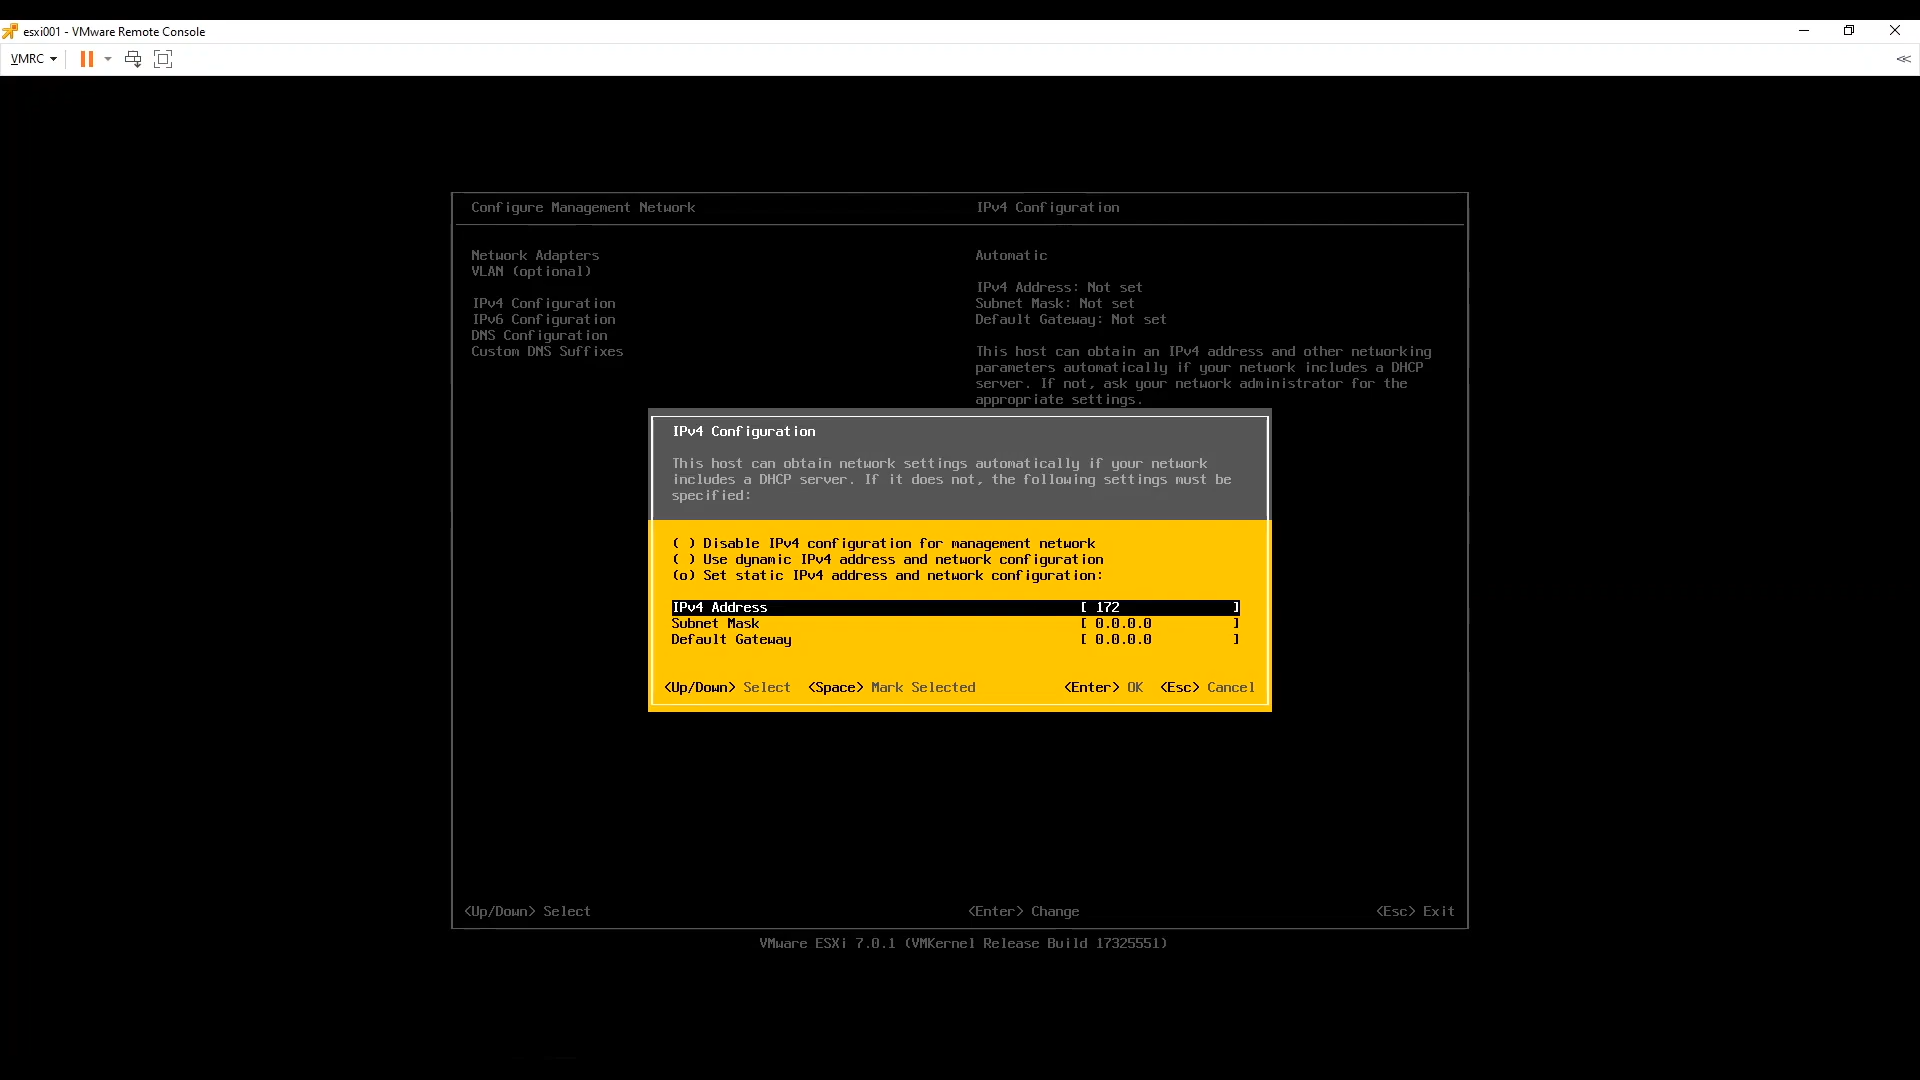 esxi001 - VMware Remote Console
VMRC
Configure Management Network
IPv4 Configuration
Network Adapters
VLAN (optional)
IPv4 Configuration
IPv6 Configuration
DNS Configuration
Custom DNS Suffixes
Automatic
IPv4 Address: Not set
Subnet Mask: Not set
Default Gateway: Not set
This host can obtain an IPv4 address and other networking
parameters automatically if your network includes a DHCP
server. If not, ask your network administrator for the
appropriate settings.
IPv4 Configuration
This host can obtain network settings automatically if your network
includes a DHCP server. If it does not, the following settings must be
specified:
( ) Disable IPv4 configuration for management network
( ) Use dynamic IPv4 address and network configuration
(o) Set static IPv4 address and network configuration:
IPv4 Address [ 172 ]
Subnet Mask [ 0.0.0.0 ]
Default Gateway [ 0.0.0.0 ]
<Up/Down> Select <Space> Mark Selected <Enter> OK <Esc> Cancel
<Up/Down> Select <Enter> Change <Esc> Exit
VMware ESXi 7.0.1 (VMKernel Release Build 17325551)